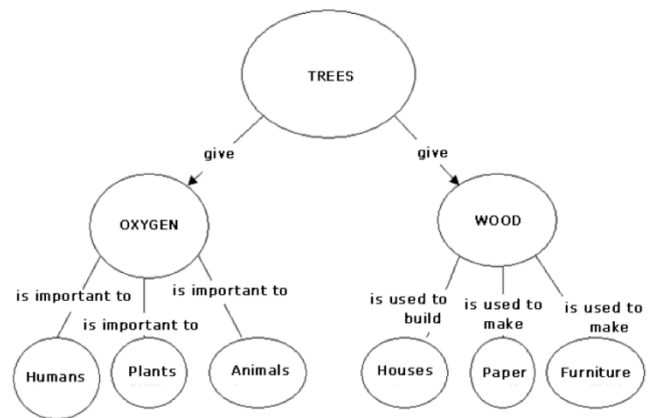 TREES
give
give
OXYGEN
WOOD
is important to
is important to
is important to
is used to
build
is used to
make
is used to
make
Humans
Plants
Animals
Houses
Paper
Furniture